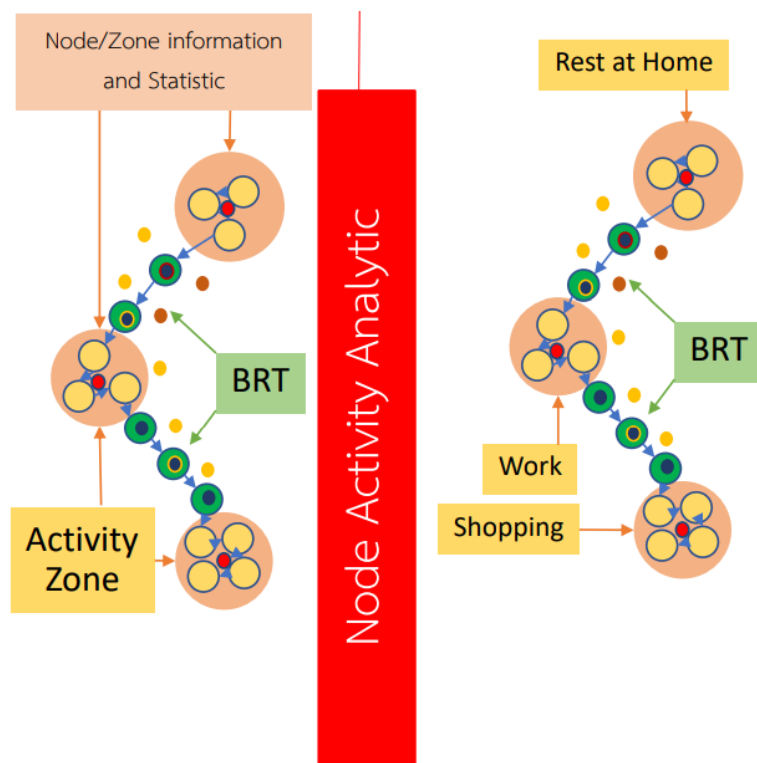 Node/Zone information
and Statistic
BRT
Activity
Zone
Node Activity Analytic
Rest at Home
BRT
Work
Shopping